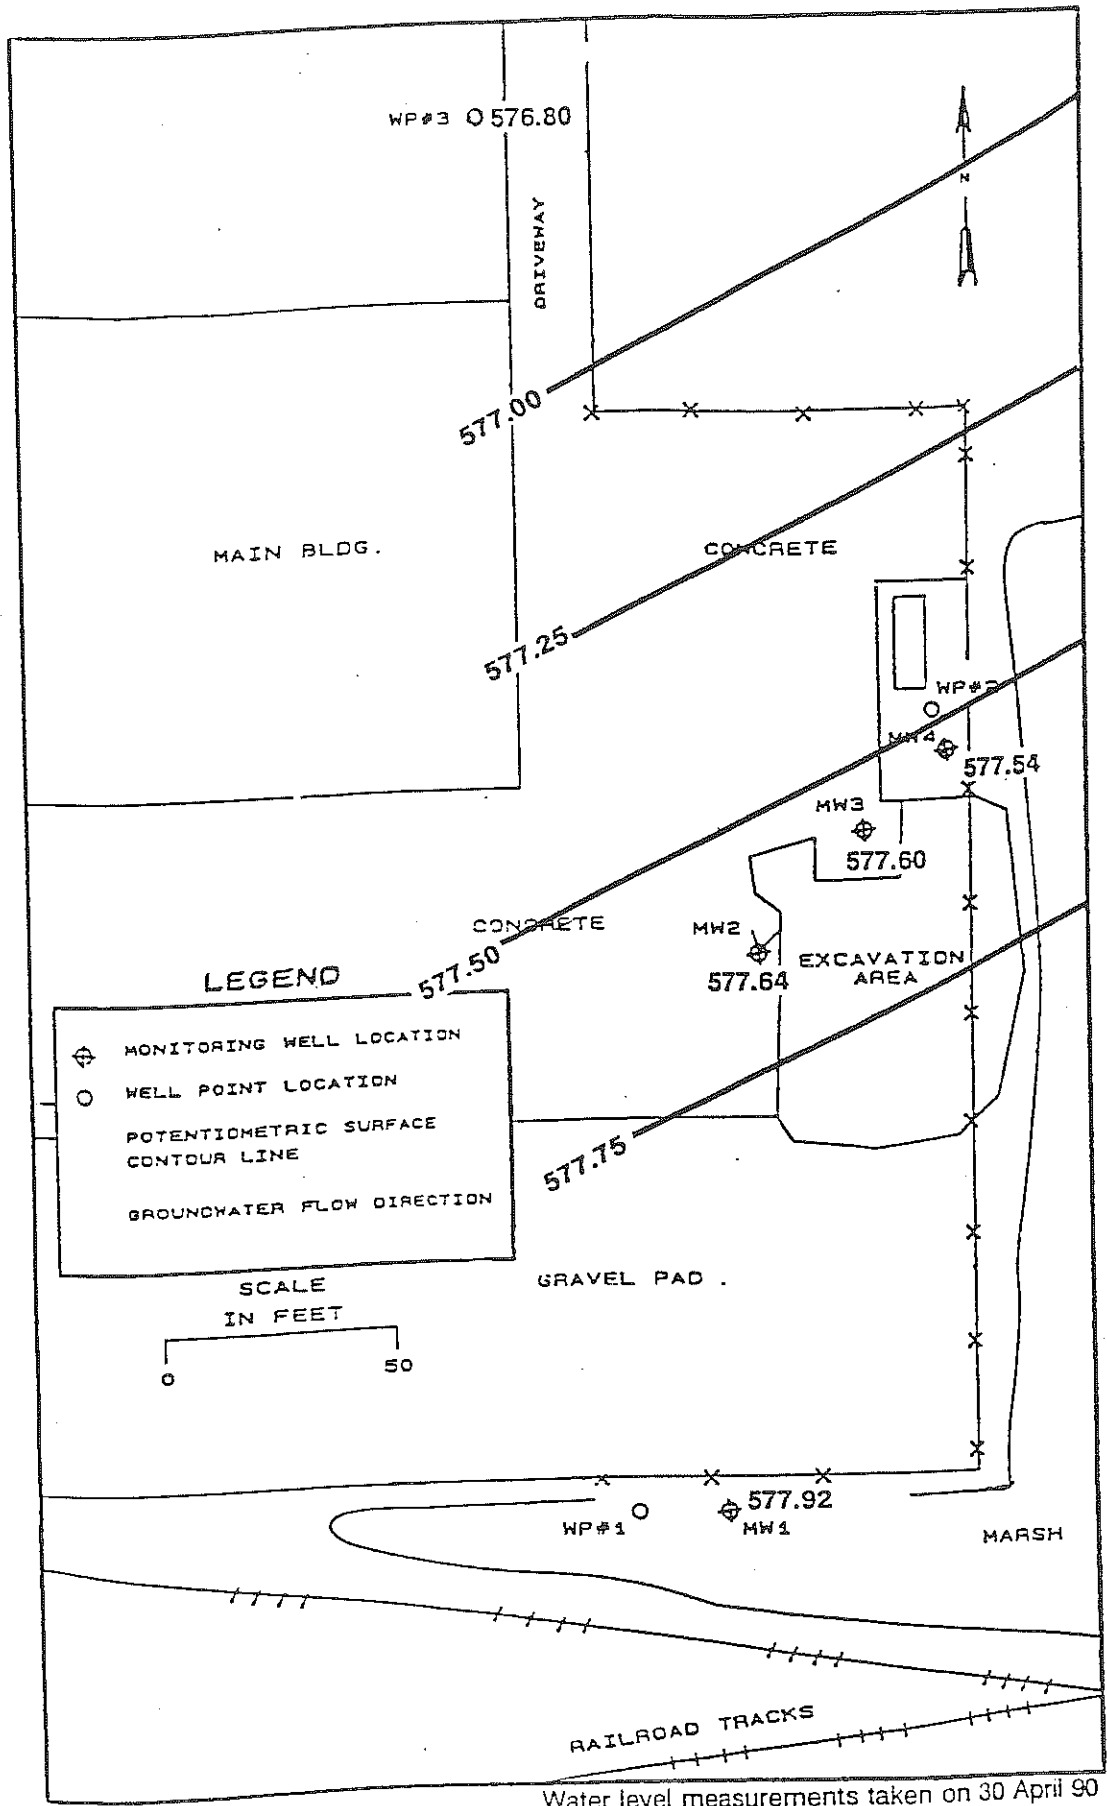 WP#3 576.80
N
DRIVEWAY
577.00
MAIN BLDG.
CONCRETE
577.25
WP#2
MW4
577.54
MW3
577.60
CONCRETE
MW2
577.64
EXCAVATION
AREA
577.50
LEGEND
MONITORING WELL LOCATION
WELL POINT LOCATION
POTENTIOMETRIC SURFACE
CONTOUR LINE
GROUNDWATER FLOW DIRECTION
577.75
SCALE
IN FEET
0 50
GRAVEL PAD .
577.92
WP#1
MW1
MARSH
RAILROAD TRACKS
Water level measurements taken on 30 April 90